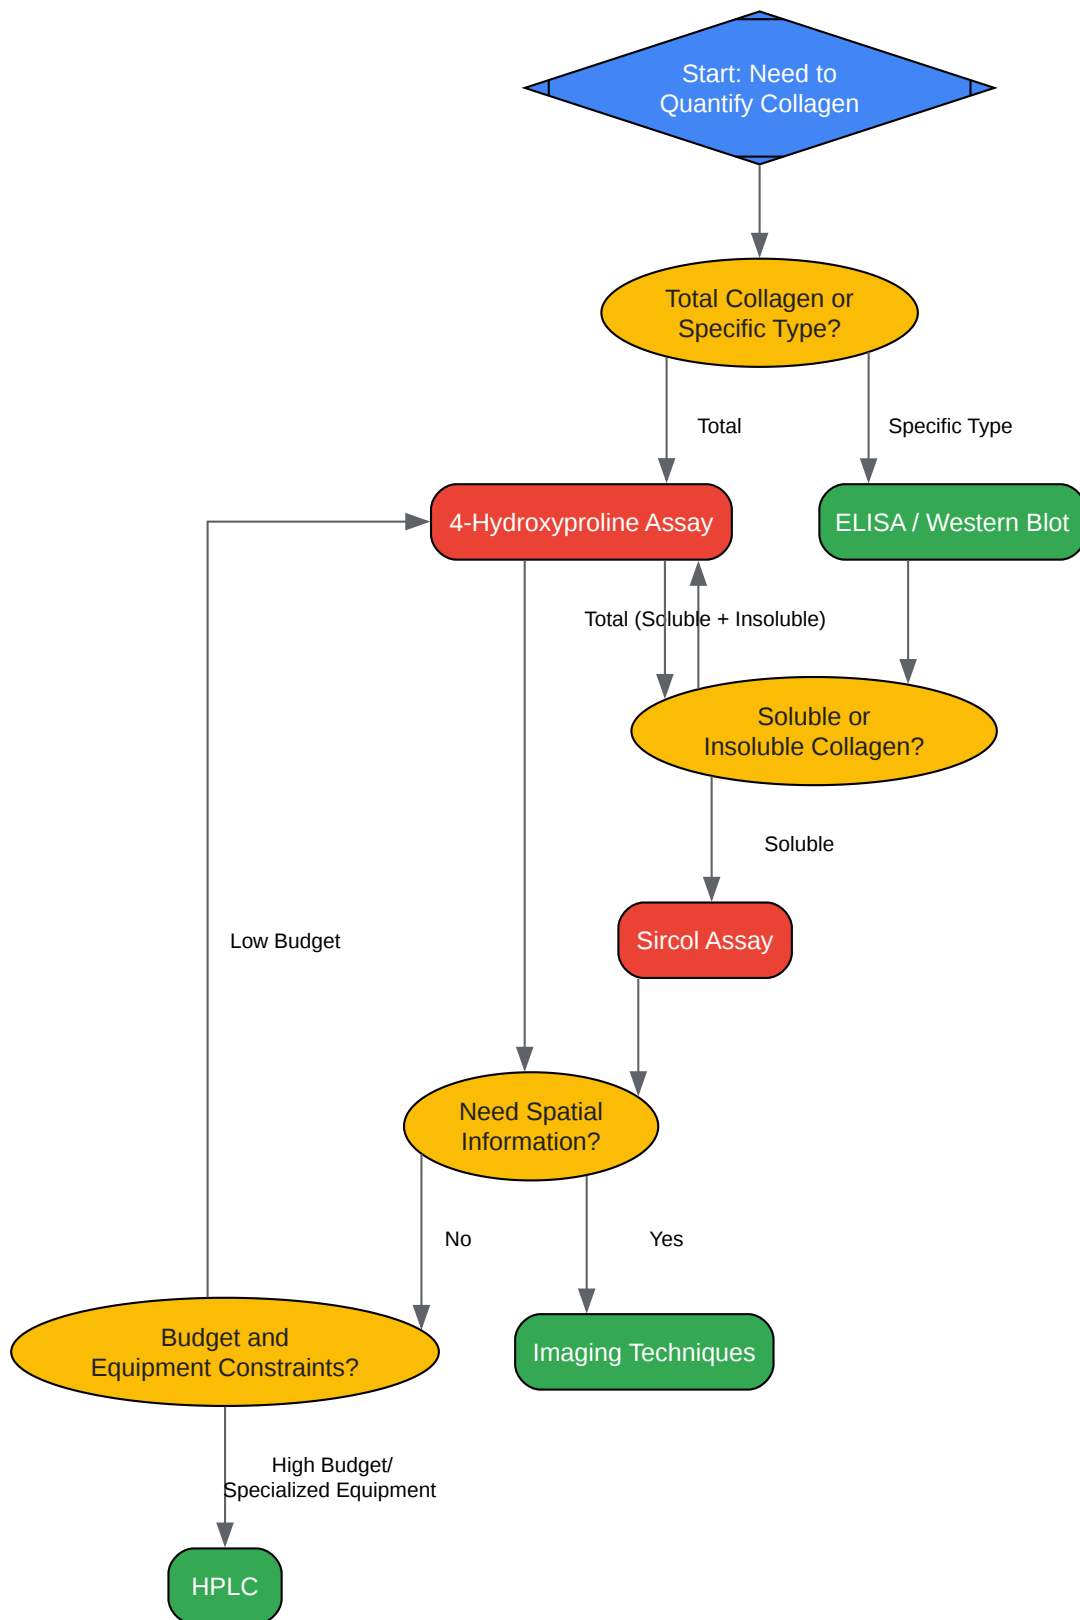 Start: Need to
Quantify Collagen
Total Collagen or
Specific Type?
Total
Specific Type
4-Hydroxyproline Assay
ELISA / Western Blot
Total (Soluble + Insoluble)
Soluble or
Insoluble Collagen?
Soluble
Low Budget
Sircol Assay
Need Spatial
Information?
No
Yes
Budget and
Equipment Constraints?
Imaging Techniques
High Budget/
Specialized Equipment
HPLC